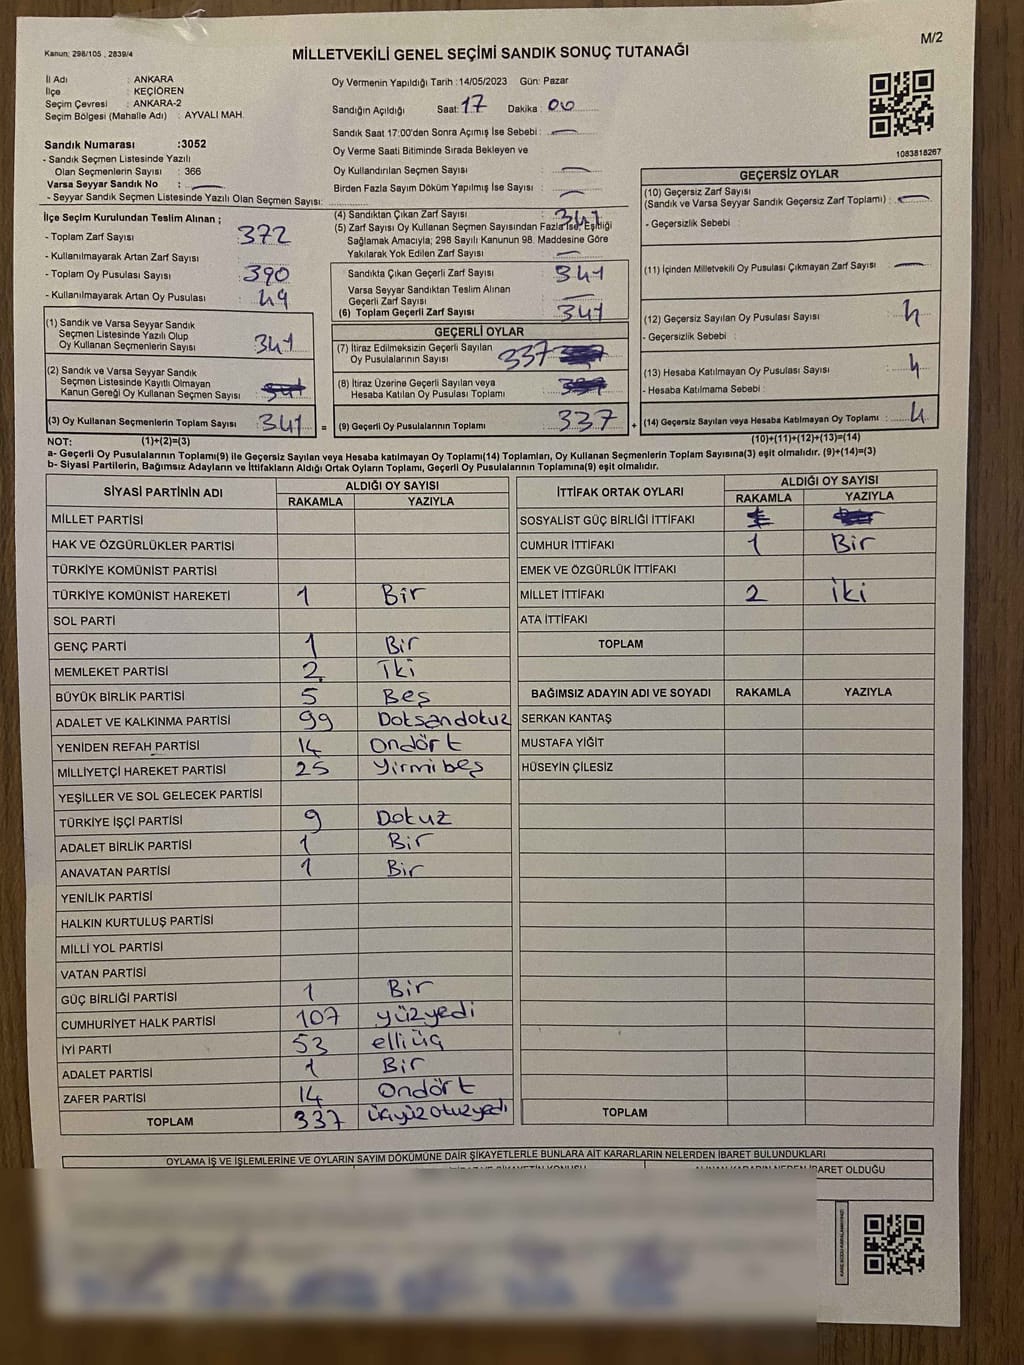 M/2
Kanun: 298/105 , 2839/4
MİLLETVEKİLİ GENEL SEÇİMİ SANDIK SONUÇ TUTANAĞI
İl Adı : ANKARA
İlçe : KEÇİÖREN
Seçim Çevresi : ANKARA-2
Seçim Bölgesi (Mahalle Adı) : AYVALI MAH.
Sandık Numarası :3052
- Sandık Seçmen Listesinde Yazılı
Olan Seçmenlerin Sayısı : 366
Varsa Seyyar Sandık No : —
- Seyyar Sandık Seçmen Listesinde Yazılı Olan Seçmen Sayısı:
Oy Vermenin Yapıldığı Tarih :14/05/2023 Gün: Pazar
Sandığın Açıldığı Saat: 17 Dakika : 00
Sandık Saat 17:00'den Sonra Açımış İse Sebebi : —
Oy Verme Saati Bitiminde Sırada Bekleyen ve
Oy Kullandırılan Seçmen Sayısı : —
Birden Fazla Sayım Döküm Yapılmış İse Sayısı : —
1083818267
İlçe Seçim Kurulundan Teslim Alınan ;
- Toplam Zarf Sayısı : 372
- Kullanılmayarak Artan Zarf Sayısı :
- Toplam Oy Pusulası Sayısı : 390
- Kullanılmayarak Artan Oy Pusulası : 49
(1) Sandık ve Varsa Seyyar Sandık
Seçmen Listesinde Yazılı Olup
Oy Kullanan Seçmenlerin Sayısı : 341
(2) Sandık ve Varsa Seyyar Sandık
Seçmen Listesinde Kayıtlı Olmayan
Kanun Gereği Oy Kullanan Seçmen Sayısı :
(3) Oy Kullanan Seçmenlerin Toplam Sayısı : 341 =
(4) Sandıktan Çıkan Zarf Sayısı : 341
(5) Zarf Sayısı Oy Kullanan Seçmen Sayısından Fazla İse, Eşitliği
Sağlamak Amacıyla; 298 Sayılı Kanunun 98. Maddesine Göre
Yakılarak Yok Edilen Zarf Sayısı : —
Sandıkta Çıkan Geçerli Zarf Sayısı : 341
Varsa Seyyar Sandıktan Teslim Alınan
Geçerli Zarf Sayısı : —
(6) Toplam Geçerli Zarf Sayısı : 341
GEÇERLİ OYLAR
(7) İtiraz Edilmeksizin Geçerli Sayılan
Oy Pusulalarının Sayısı : 337
(8) İtiraz Üzerine Geçerli Sayılan veya
Hesaba Katılan Oy Pusulası Toplamı :
(9) Geçerli Oy Pusulalarının Toplamı : 337 +
GEÇERSİZ OYLAR
(10) Geçersiz Zarf Sayısı
(Sandık ve Varsa Seyyar Sandık Geçersiz Zarf Toplamı) : —
- Geçersizlik Sebebi :
(11) İçinden Milletvekili Oy Pusulası Çıkmayan Zarf Sayısı : —
(12) Geçersiz Sayılan Oy Pusulası Sayısı : 4
- Geçersizlik Sebebi :
(13) Hesaba Katılmayan Oy Pusulası Sayısı : 4
- Hesaba Katılmama Sebebi :
(14) Geçersiz Sayılan veya Hesaba Katılmayan Oy Toplamı : 4
NOT: (1)+(2)=(3) (10)+(11)+(12)+(13)=(14)
a- Geçerli Oy Pusulalarının Toplamı(9) ile Geçersiz Sayılan veya Hesaba Katılmayan Oy Toplamı(14) Toplamları, Oy Kullanan Seçmenlerin Toplam Sayısına(3) eşit olmalıdır. (9)+(14)=(3)
b- Siyasi Partilerin, Bağımsız Adayların ve İttifakların Aldığı Ortak Oyların Toplamı, Geçerli Oy Pusulalarının Toplamına(9) eşit olmalıdır.
SİYASİ PARTİNİN ADI ALDIĞI OY SAYISI
RAKAMLA YAZIYLA
MİLLET PARTİSİ
HAK VE ÖZGÜRLÜKLER PARTİSİ
TÜRKİYE KOMÜNİST PARTİSİ
TÜRKİYE KOMÜNİST HAREKETİ 1 Bir
SOL PARTİ
GENÇ PARTİ 1 Bir
MEMLEKET PARTİSİ 2 İki
BÜYÜK BİRLİK PARTİSİ 5 Beş
ADALET VE KALKINMA PARTİSİ 99 Doksandokuz
YENİDEN REFAH PARTİSİ 14 Ondört
MİLLİYETÇİ HAREKET PARTİSİ 25 Yirmibeş
YEŞİLLER VE SOL GELECEK PARTİSİ
TÜRKİYE İŞÇİ PARTİSİ 9 Dokuz
ADALET BİRLİK PARTİSİ 1 Bir
ANAVATAN PARTİSİ 1 Bir
YENİLİK PARTİSİ
HALKIN KURTULUŞ PARTİSİ
MİLLİ YOL PARTİSİ
VATAN PARTİSİ
GÜÇ BİRLİĞİ PARTİSİ 1 Bir
CUMHURİYET HALK PARTİSİ 107 yüzyedi
İYİ PARTİ 53 elliüç
ADALET PARTİSİ 1 Bir
ZAFER PARTİSİ 14 Ondört
TOPLAM 337 üçyüzotuzyedi
İTTİFAK ORTAK OYLARI ALDIĞI OY SAYISI
RAKAMLA YAZIYLA
SOSYALİST GÜÇ BİRLİĞİ İTTİFAKI
CUMHUR İTTİFAKI 1 Bir
EMEK VE ÖZGÜRLÜK İTTİFAKI
MİLLET İTTİFAKI 2 iki
ATA İTTİFAKI
TOPLAM
BAĞIMSIZ ADAYIN ADI VE SOYADI RAKAMLA YAZIYLA
SERKAN KANTAŞ
MUSTAFA YİĞİT
HÜSEYİN ÇİLESİZ
TOPLAM
OYLAMA İŞ VE İŞLEMLERİNE VE OYLARIN SAYIM DÖKÜMÜNE DAİR ŞİKAYETLERLE BUNLARA AİT KARARLARIN NELERDEN İBARET BULUNDUKLARI
İBARET OLDUĞU